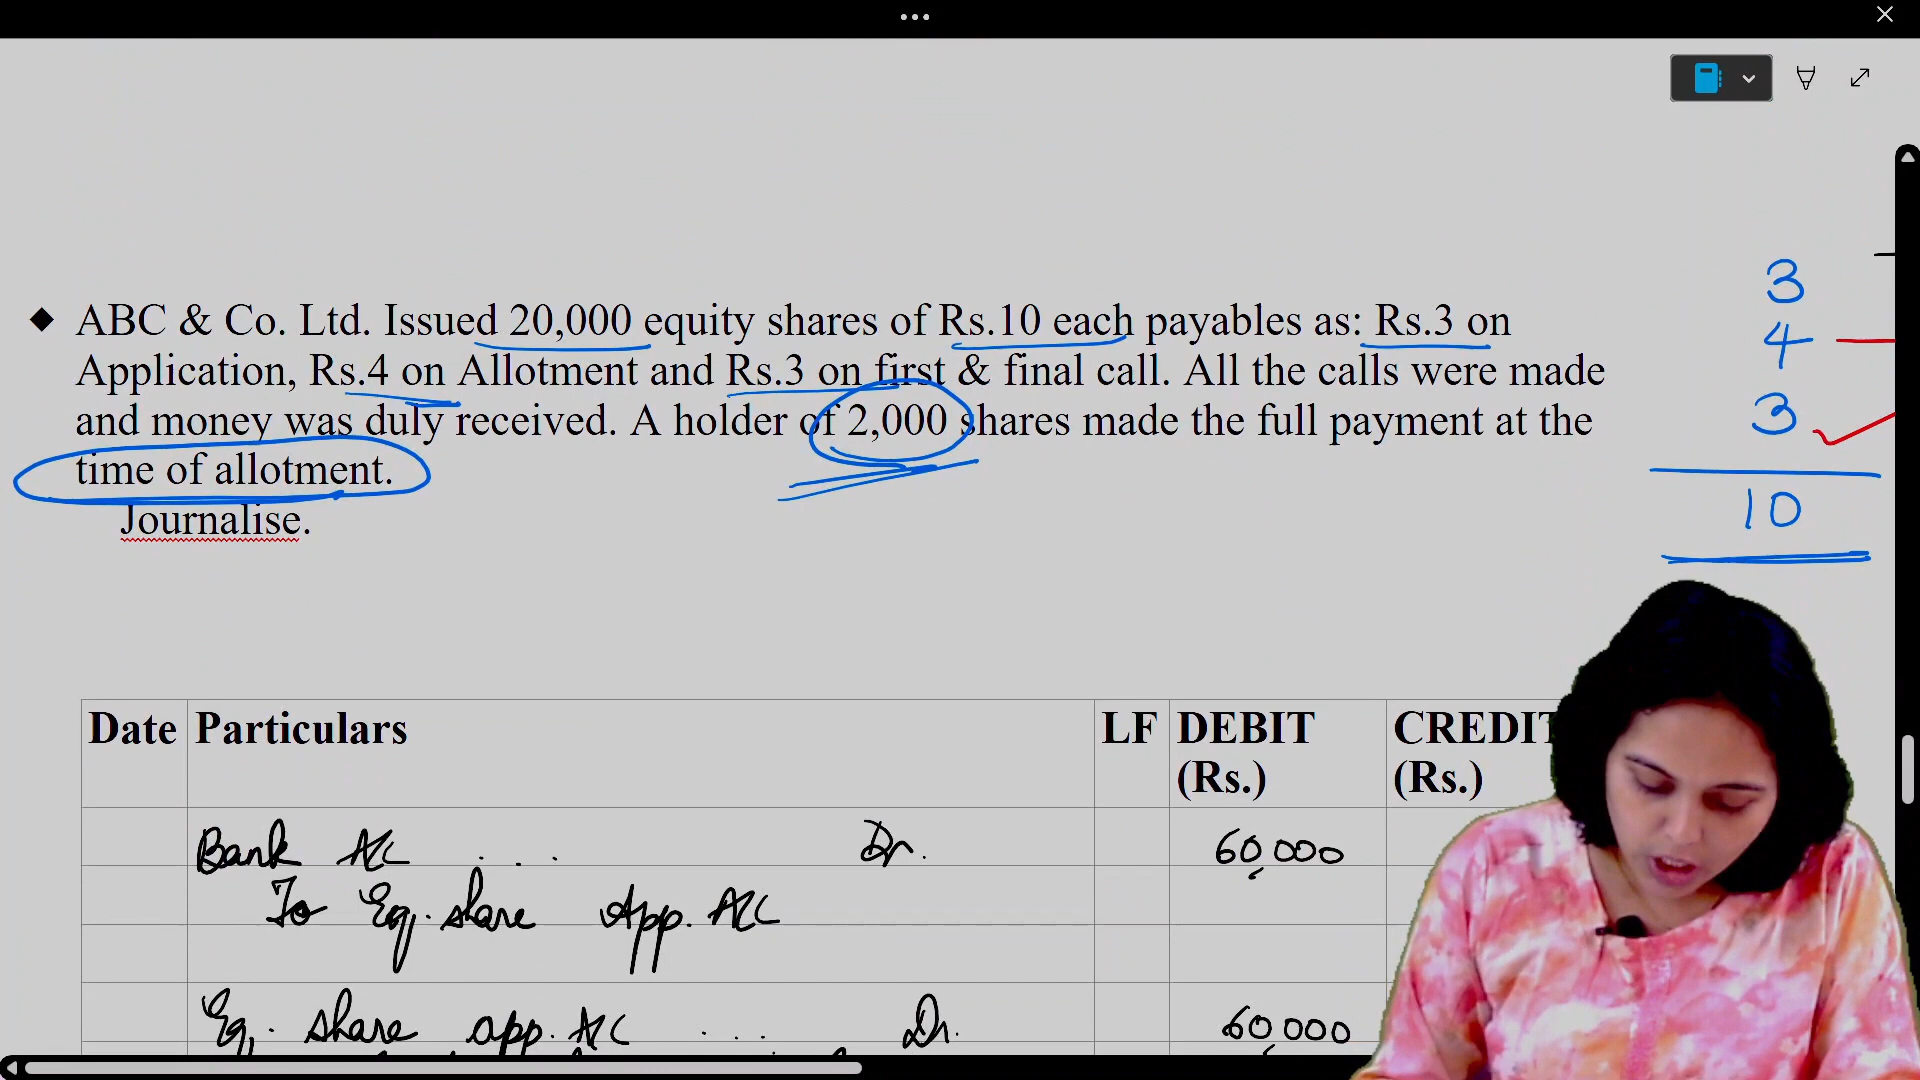 ◆ ABC & Co. Ltd. Issued 20,000 equity shares of Rs.10 each payables as: Rs.3 on
Application, Rs.4 on Allotment and Rs.3 on first & final call. All the calls were made
and money was duly received. A holder of 2,000 shares made the full payment at the
time of allotment.
Journalise.
3
4
3
10
Date Particulars LF DEBIT (Rs.) CREDIT (Rs.)
Bank A/C ... Dr. 60,000
To Eq. share App. A/C
Eq. share app. A/C ... Dr. 60,000